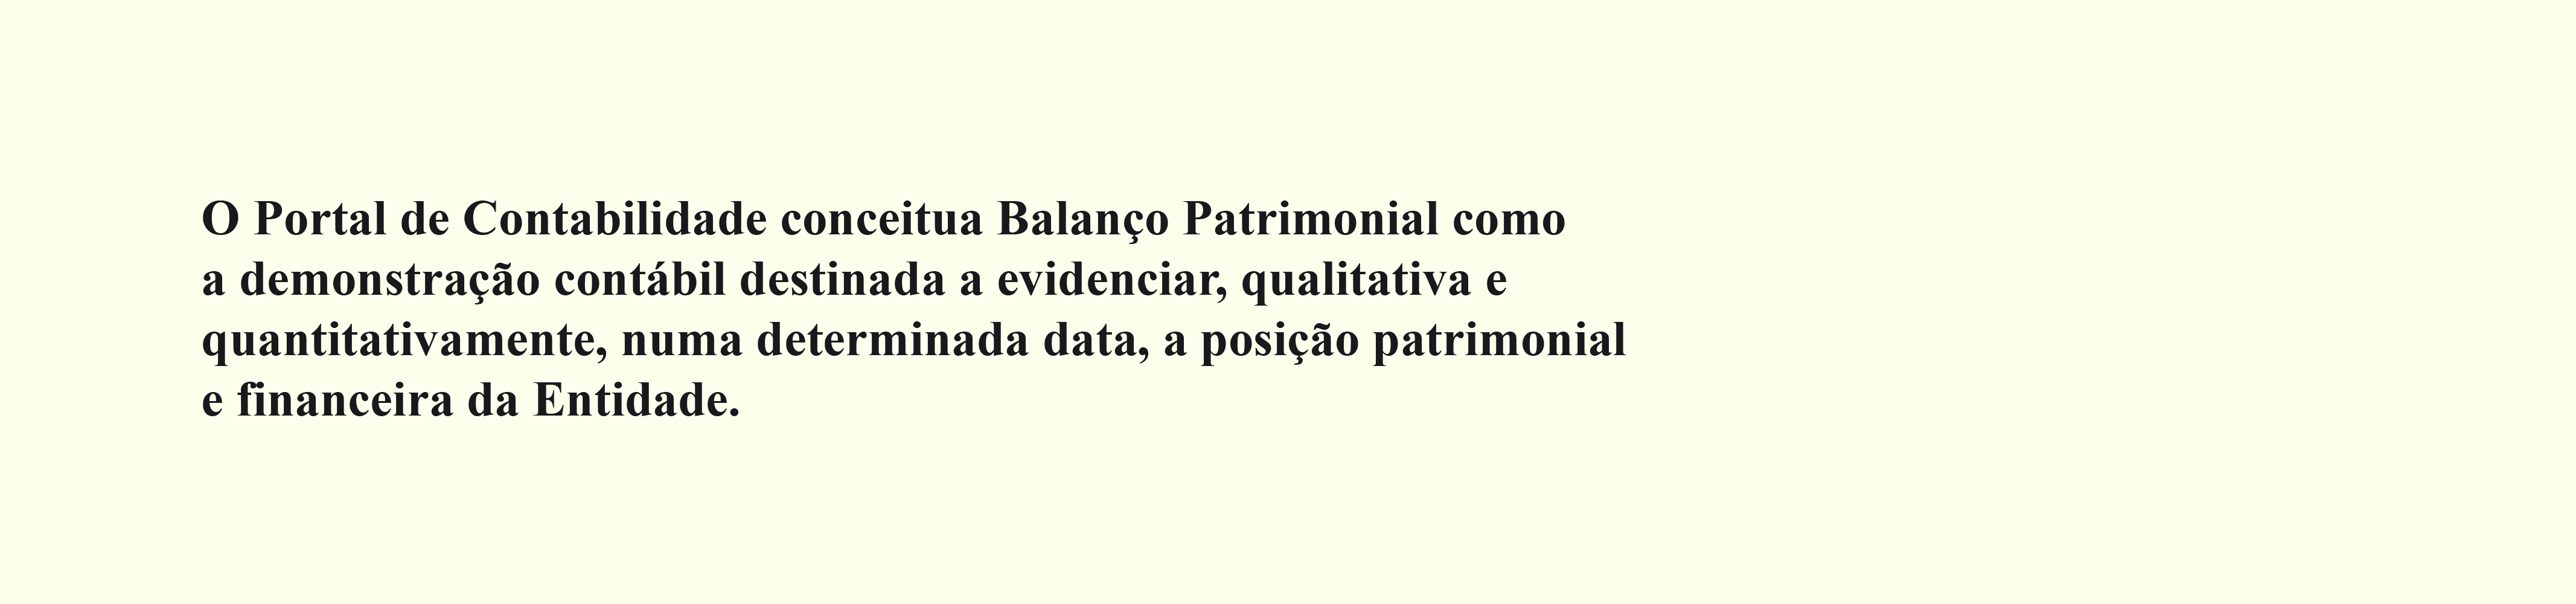 O Portal de Contabilidade conceitua Balanço Patrimonial como
a demonstração contábil destinada a evidenciar, qualitativa e
quantitativamente, numa determinada data, a posição patrimonial
e financeira da Entidade.